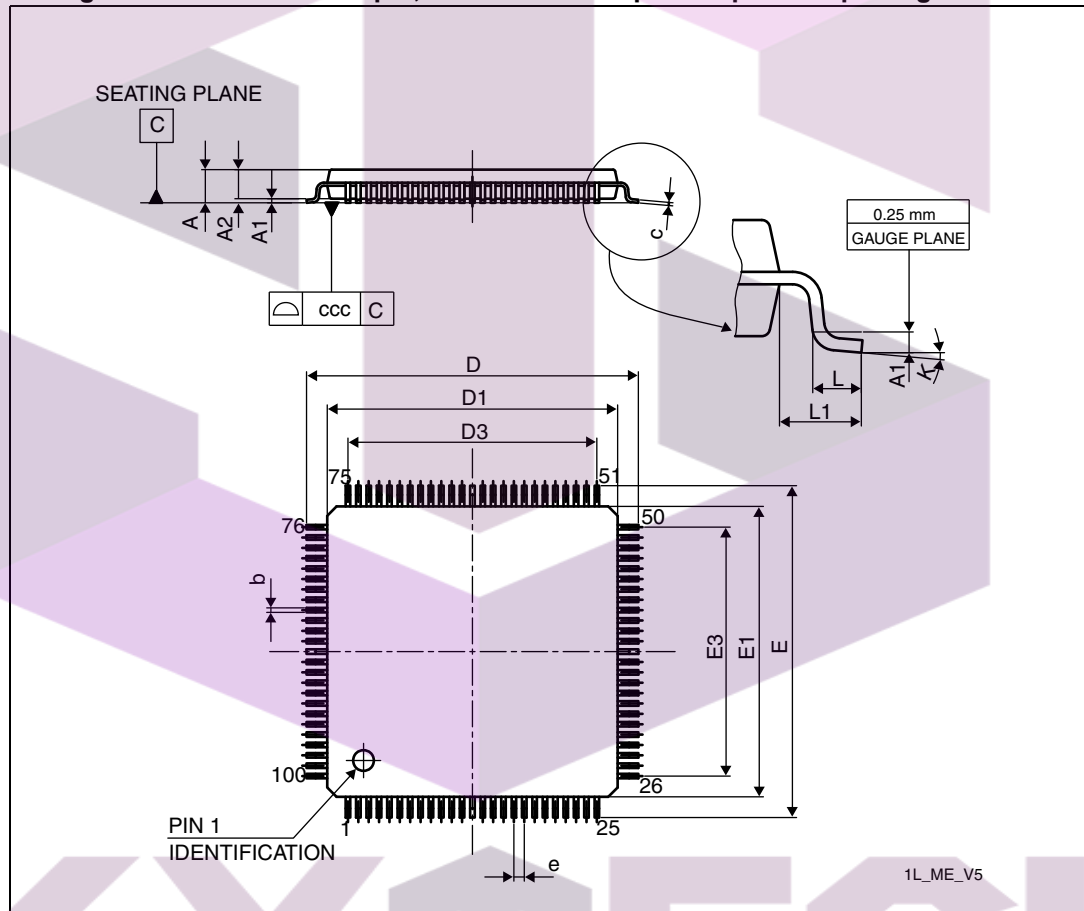 SEATING PLANE
C
A
A2
A1
c
ccc C
0.25 mm
GAUGE PLANE
A1
K
L
L1
D
D1
D3
75
51
76
50
b
E3
E1
E
100
26
PIN 1
IDENTIFICATION
1
25
e
1L_ME_V5